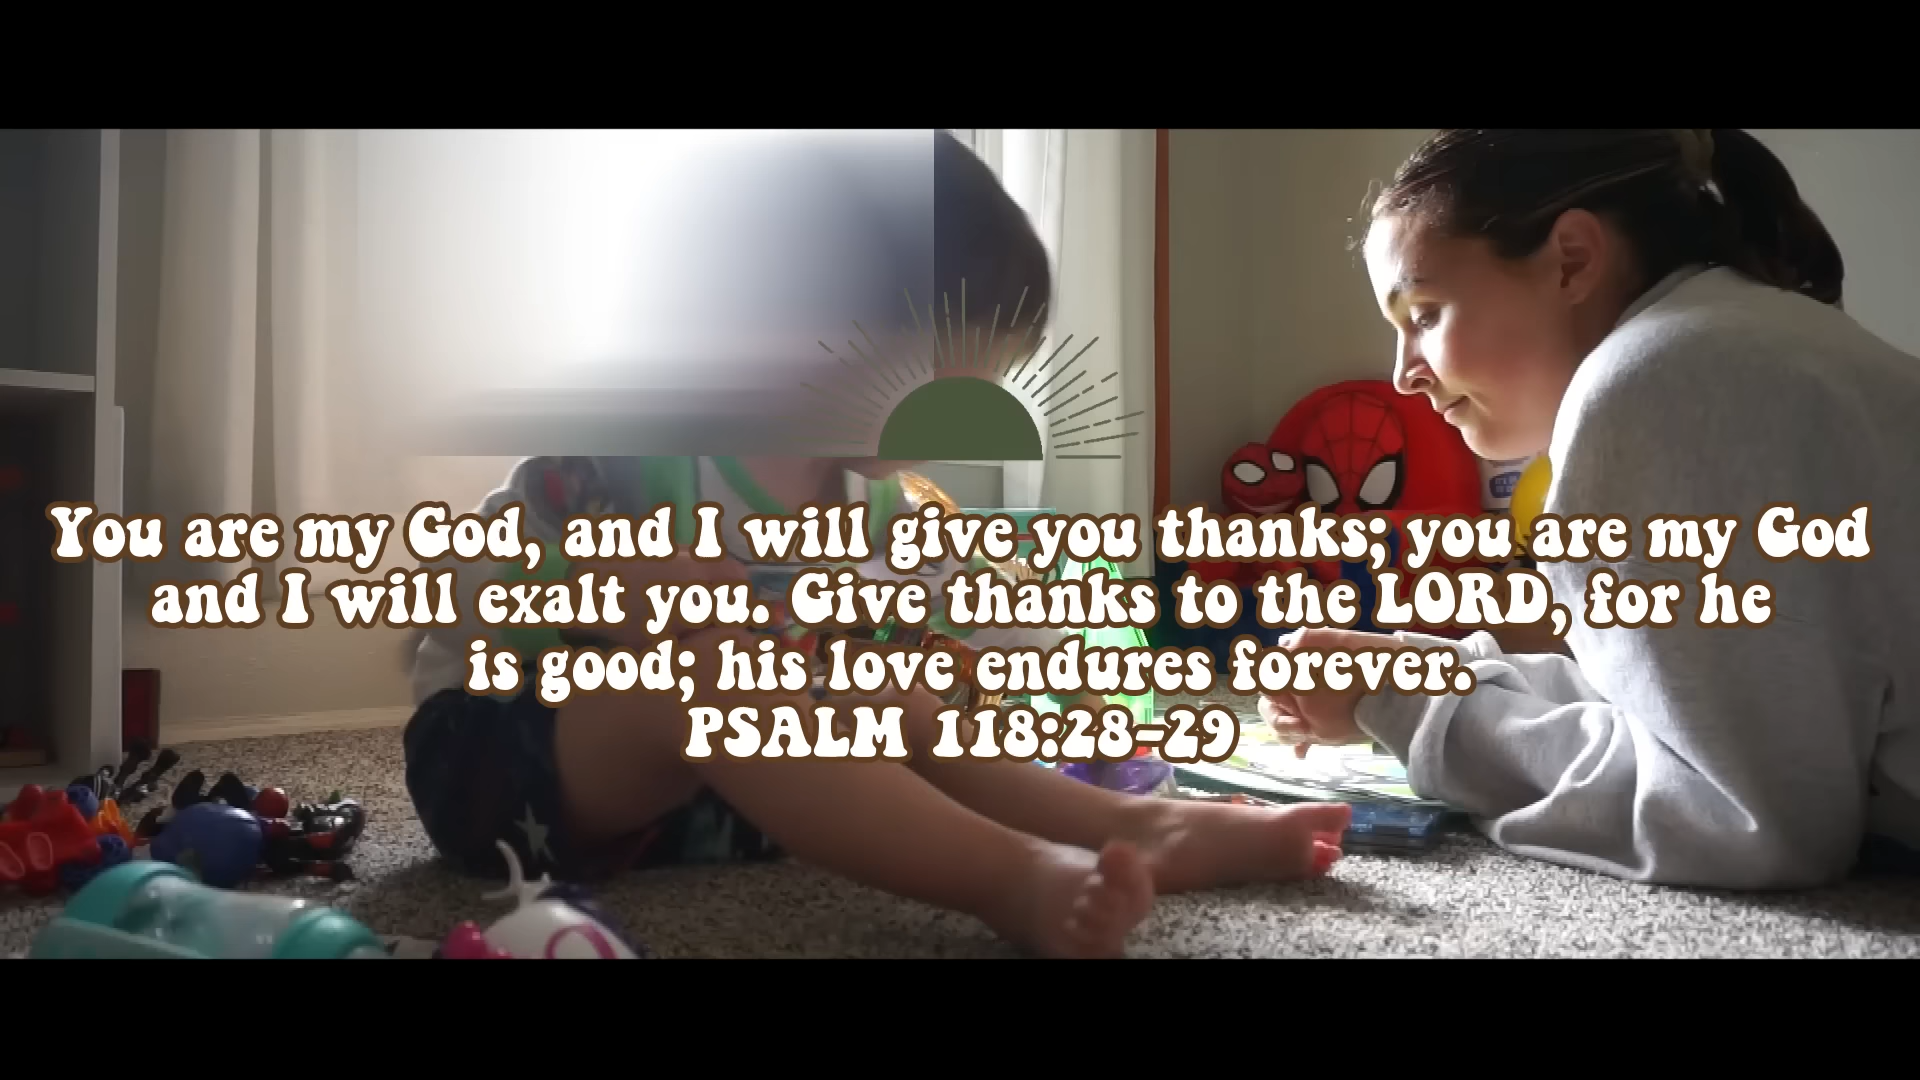 You are my God, and I will give you thanks; you are my God
and I will exalt you. Give thanks to the LORD, for he
is good; his love endures forever.
PSALM 118:28-29